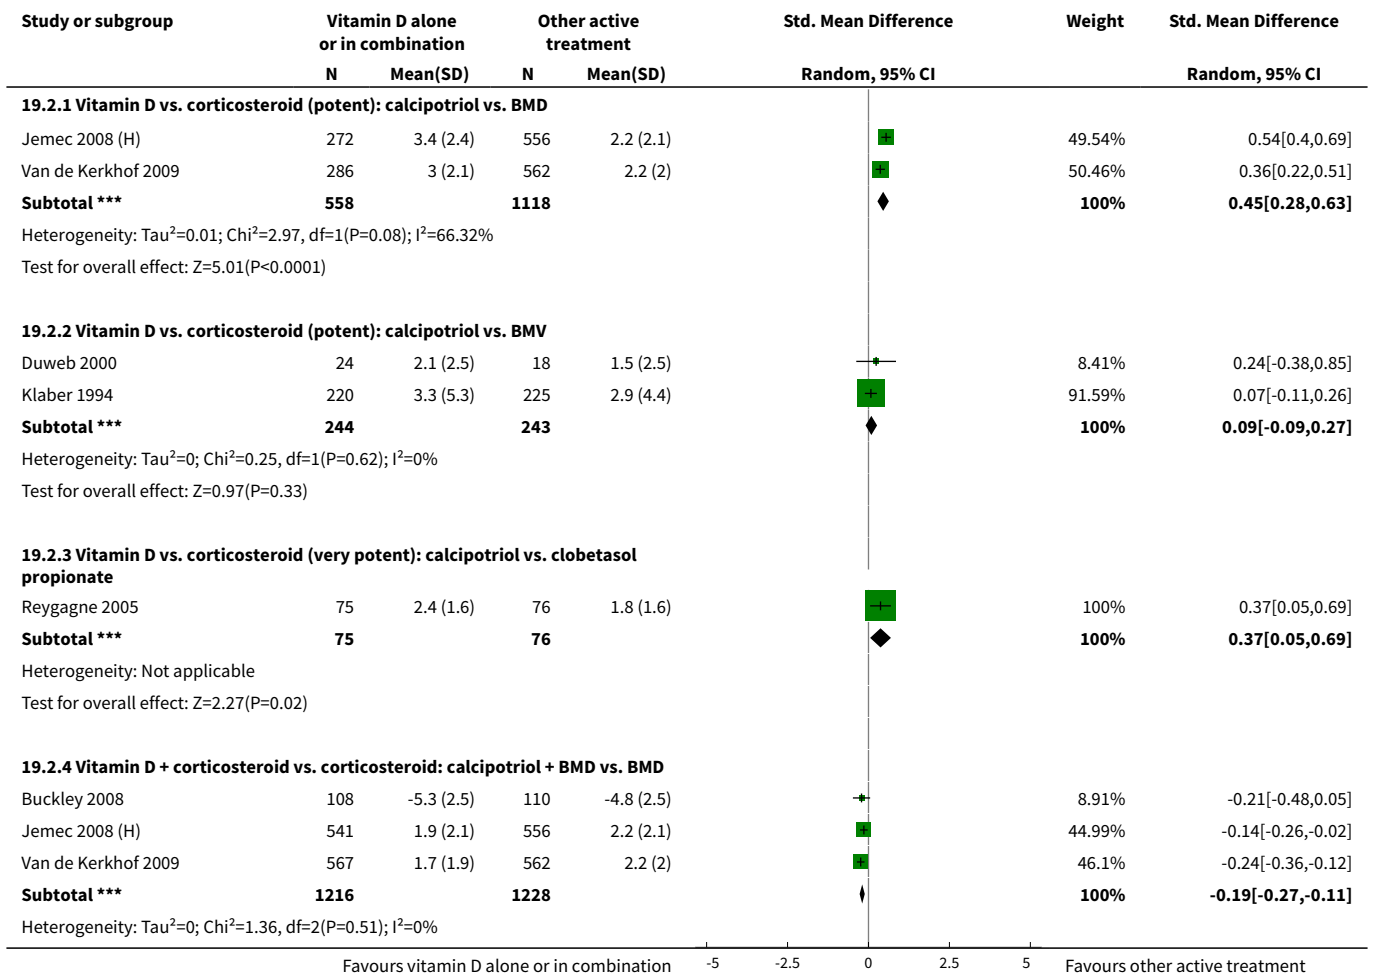 Study or subgroup Vitamin D alone or in combination Other active treatment Std. Mean Difference Weight Std. Mean Difference
N Mean(SD) N Mean(SD) Random, 95% CI Random, 95% CI
19.2.1 Vitamin D vs. corticosteroid (potent): calcipotriol vs. BMD
Jemec 2008 (H) 272 3.4 (2.4) 556 2.2 (2.1) 49.54% 0.54[0.4,0.69]
Van de Kerkhof 2009 286 3 (2.1) 562 2.2 (2) 50.46% 0.36[0.22,0.51]
Subtotal *** 558 1118 100% 0.45[0.28,0.63]
Heterogeneity: Tau²=0.01; Chi²=2.97, df=1(P=0.08); I²=66.32%
Test for overall effect: Z=5.01(P<0.0001)
19.2.2 Vitamin D vs. corticosteroid (potent): calcipotriol vs. BMV
Duweb 2000 24 2.1 (2.5) 18 1.5 (2.5) 8.41% 0.24[-0.38,0.85]
Klaber 1994 220 3.3 (5.3) 225 2.9 (4.4) 91.59% 0.07[-0.11,0.26]
Subtotal *** 244 243 100% 0.09[-0.09,0.27]
Heterogeneity: Tau²=0; Chi²=0.25, df=1(P=0.62); I²=0%
Test for overall effect: Z=0.97(P=0.33)
19.2.3 Vitamin D vs. corticosteroid (very potent): calcipotriol vs. clobetasol
propionate
Reygagne 2005 75 2.4 (1.6) 76 1.8 (1.6) 100% 0.37[0.05,0.69]
Subtotal *** 75 76 100% 0.37[0.05,0.69]
Heterogeneity: Not applicable
Test for overall effect: Z=2.27(P=0.02)
19.2.4 Vitamin D + corticosteroid vs. corticosteroid: calcipotriol + BMD vs. BMD
Buckley 2008 108 -5.3 (2.5) 110 -4.8 (2.5) 8.91% -0.21[-0.48,0.05]
Jemec 2008 (H) 541 1.9 (2.1) 556 2.2 (2.1) 44.99% -0.14[-0.26,-0.02]
Van de Kerkhof 2009 567 1.7 (1.9) 562 2.2 (2) 46.1% -0.24[-0.36,-0.12]
Subtotal *** 1216 1228 100% -0.19[-0.27,-0.11]
Heterogeneity: Tau²=0; Chi²=1.36, df=2(P=0.51); I²=0%
Favours vitamin D alone or in combination -5 -2.5 0 2.5 5 Favours other active treatment